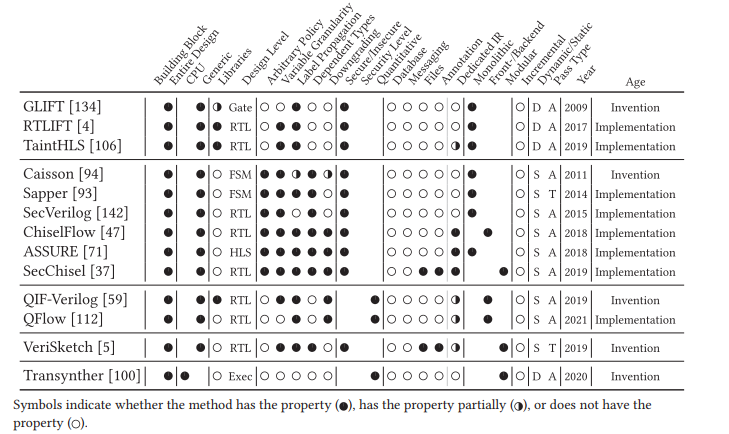 Building Block
Entire Design
CPU
Generic
Libraries
Design Level
Arbitrary Policy
Variable Granularity
Label Propagation
Dependent Types
Downgrading
Secure/Insecure
Security Level
Quantitative
Database
Messaging
Files
Annotation
Dedicated IR
Monolithic
Front-/Backend
Modular
Incremental
Dynamic/Static
Pass Type
Year
Age
GLIFT [134] ● ● ◑ Gate ○ ○ ● ○ ○ ● ○ ○ ○ ○ ○ ● ○ D A 2009 Invention
RTLIFT [4] ● ● ● RTL ○ ● ● ○ ○ ● ○ ○ ○ ○ ○ ● ○ D A 2017 Implementation
TaintHLS [106] ● ● ○ RTL ○ ● ● ○ ○ ● ○ ○ ○ ○ ◑ ● ○ D A 2019 Implementation
Caisson [94] ● ● ○ FSM ● ● ◑ ● ◑ ● ○ ○ ○ ○ ○ ● ○ S A 2011 Invention
Sapper [93] ● ● ○ FSM ● ● ● ● ○ ● ○ ○ ○ ○ ○ ● ○ S T 2014 Implementation
SecVerilog [142] ● ● ○ RTL ● ● ○ ● ○ ● ○ ○ ○ ○ ○ ● ○ S A 2015 Implementation
ChiselFlow [47] ● ● ○ RTL ● ● ● ● ● ● ○ ○ ○ ○ ● ● ○ S A 2018 Implementation
ASSURE [71] ● ● ○ HLS ● ● ● ● ● ● ○ ○ ○ ○ ● ● ○ S A 2018 Implementation
SecChisel [37] ● ● ○ RTL ● ● ● ● ● ● ○ ○ ● ● ● ● ○ S A 2019 Implementation
QIF-Verilog [59] ● ● ● RTL ○ ● ● ○ ● ● ○ ○ ○ ○ ◑ ● ○ S A 2019 Invention
QFlow [112] ● ● ○ RTL ○ ● ● ○ ● ● ○ ○ ○ ○ ◑ ● ○ S A 2021 Implementation
VeriSketch [5] ● ● ○ RTL ○ ● ● ● ○ ● ○ ○ ● ● ◑ ● ○ S T 2019 Invention
Transynther [100] ● ● ○ Exec ○ ○ ○ ○ ○ ● ○ ○ ○ ○ ○ ● ○ D A 2020 Invention
Symbols indicate whether the method has the property (●), has the property partially (◑), or does not have the
property (○).